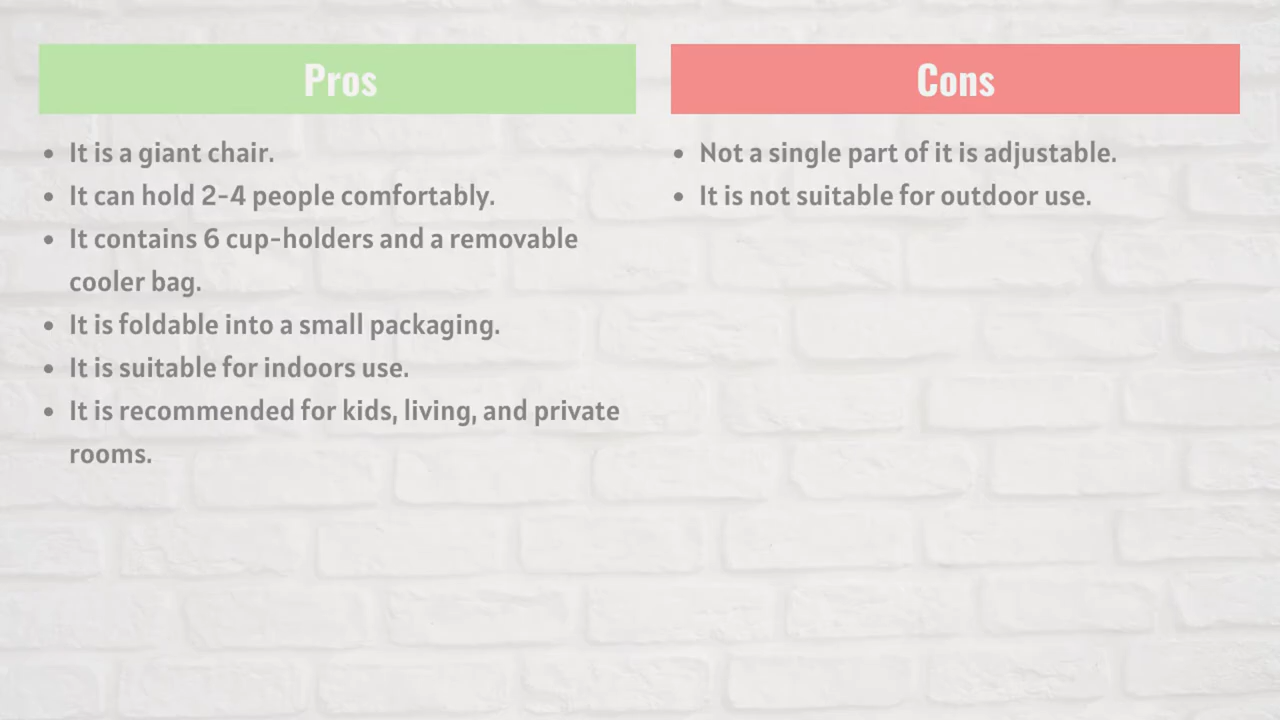 Pros
• It is a giant chair.
• It can hold 2-4 people comfortably.
• It contains 6 cup-holders and a removable
cooler bag.
• It is foldable into a small packaging.
• It is suitable for indoors use.
• It is recommended for kids, living, and private
rooms.
Cons
• Not a single part of it is adjustable.
• It is not suitable for outdoor use.